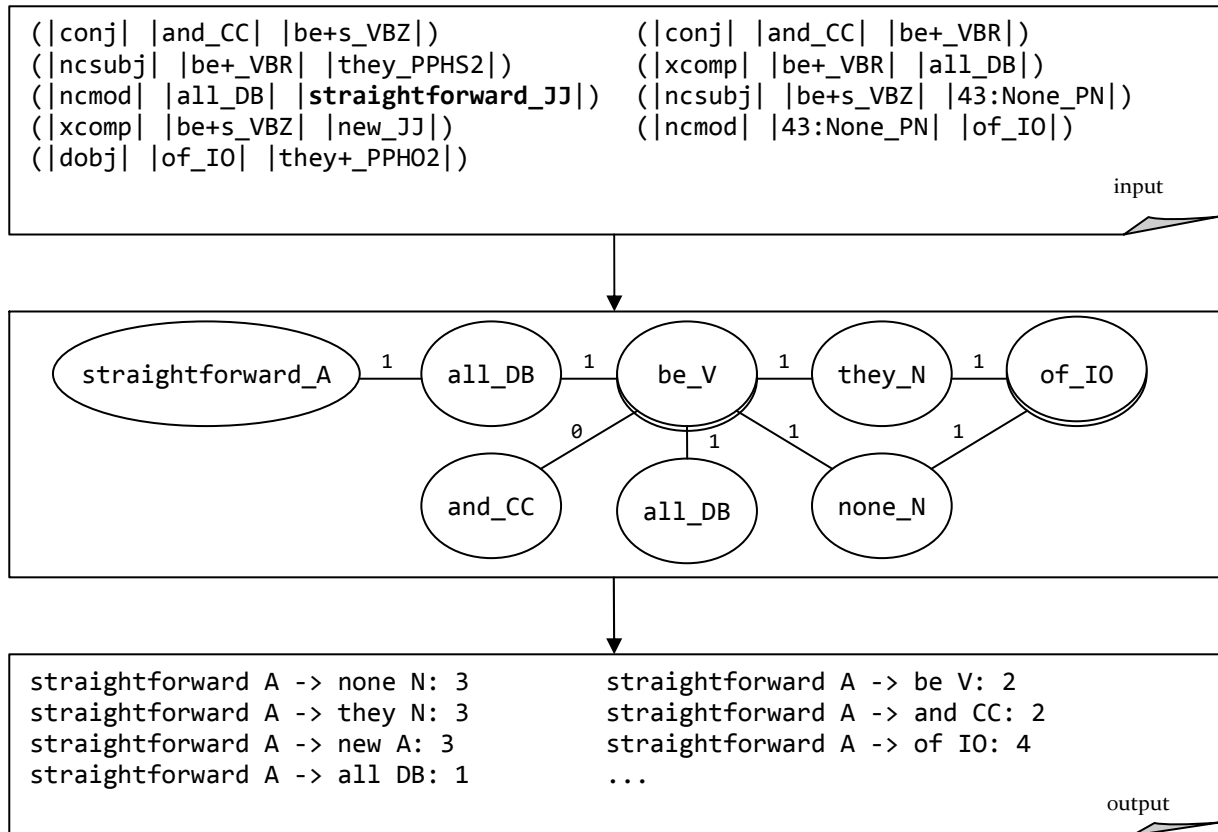 (|conj| |and_CC| |be+s_VBZ|) (|conj| |and_CC| |be+_VBR|)
(|ncsubj| |be+_VBR| |they_PPHS2|) (|xcomp| |be+_VBR| |all_DB|)
(|ncmod| |all_DB| |straightforward_JJ|) (|ncsubj| |be+s_VBZ| |43:None_PN|)
(|xcomp| |be+s_VBZ| |new_JJ|) (|ncmod| |43:None_PN| |of_IO|)
(|dobj| |of_IO| |they+_PPHO2|)
input
straightforward_A 1 all_DB 1 be_V 1 they_N 1 of_IO
0 1 1 1
and_CC all_DB none_N
straightforward A -> none N: 3 straightforward A -> be V: 2
straightforward A -> they N: 3 straightforward A -> and CC: 2
straightforward A -> new A: 3 straightforward A -> of IO: 4
straightforward A -> all DB: 1 ...
output